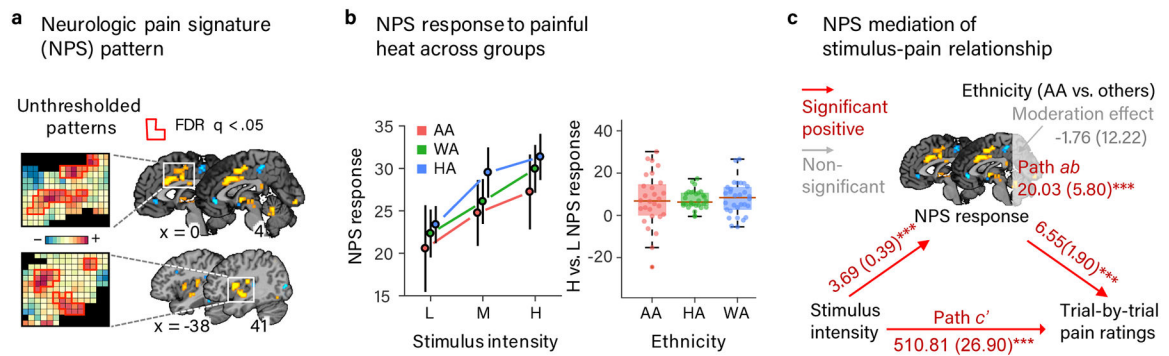 a Neurologic pain signature
(NPS) pattern
Unthresholded
patterns
FDR q <.05
x = 0
4
– +
x = -38
41
b NPS response to painful
heat across groups
AA
WA
HA
NPS response
35
30
25
20
15
L M H
Stimulus intensity
H vs. L NPS response
40
20
0
-20
AA HA WA
Ethnicity
c NPS mediation of
stimulus-pain relationship
Significant
positive
Non-
significant
Ethnicity (AA vs. others)
Moderation effect
-1.76 (12.22)
Path ab
20.03 (5.80)***
NPS response
3.69 (0.39)***
6.55(1.90)***
Stimulus
intensity
Path c’
510.81 (26.90)***
Trial-by-trial
pain ratings